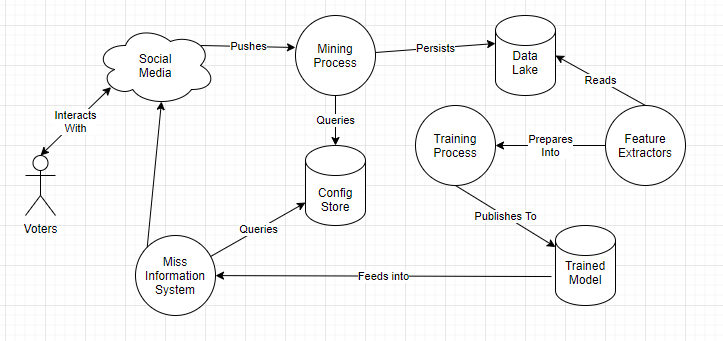 Social
Media
Pushes
Mining
Process
Persists
Data
Lake
Reads
Interacts
With
Queries
Training
Process
Prepares
Into
Feature
Extractors
Config
Store
Voters
Queries
Publishes To
Miss
Information
System
Feeds into
Trained
Model